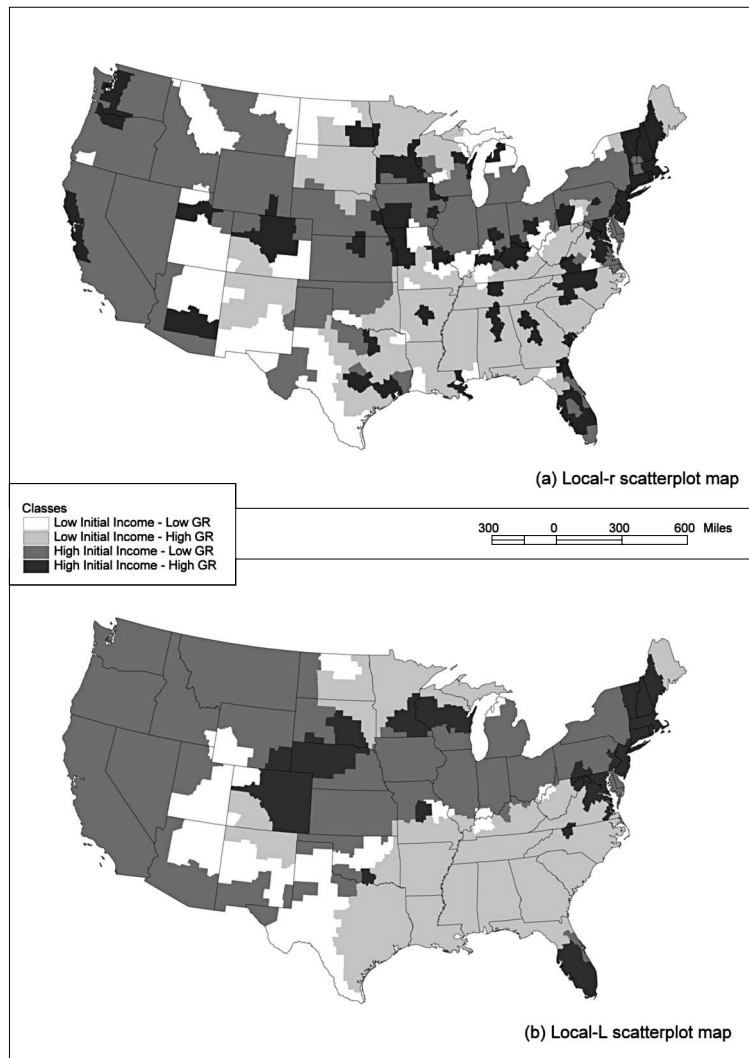 (a) Local-r scatterplot map
Classes
Low Initial Income - Low GR
Low Initial Income - High GR
High Initial Income - Low GR
High Initial Income - High GR
300 0 300 600 Miles
(b) Local-L scatterplot map